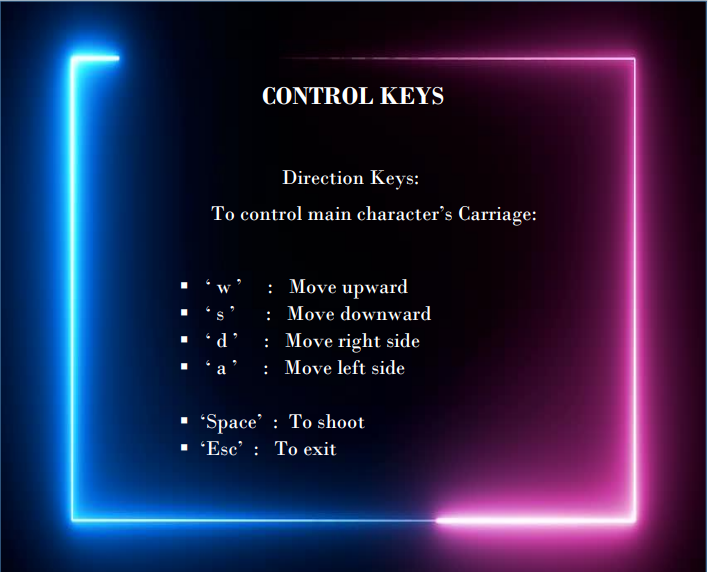 CONTROL KEYS
Direction Keys:
To control main character’s Carriage:
▪ ‘ w ’ : Move upward
▪ ‘ s ’ : Move downward
▪ ‘ d ’ : Move right side
▪ ‘ a ’ : Move left side
▪ ‘Space’ : To shoot
▪ ‘Esc’ : To exit